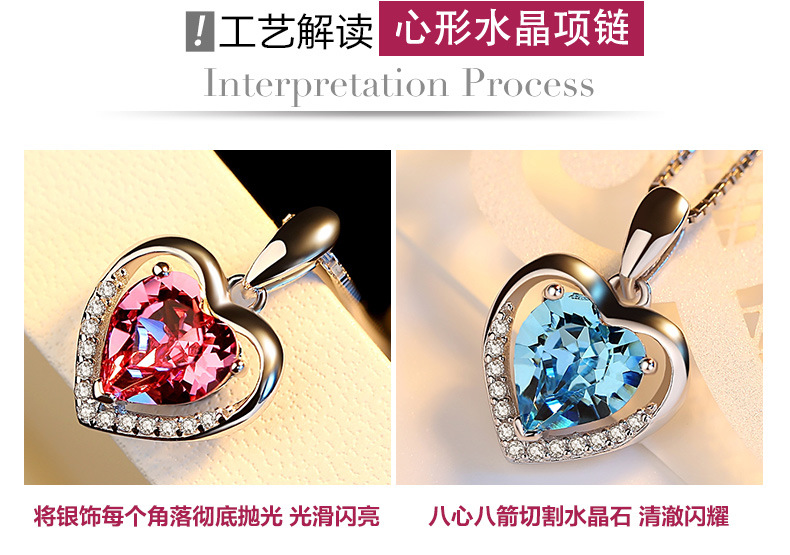 !工艺解读 心形水晶项链
Interpretation Process
将银饰每个角落彻底抛光 光滑闪亮
八心八箭切割水晶石 清澈闪耀